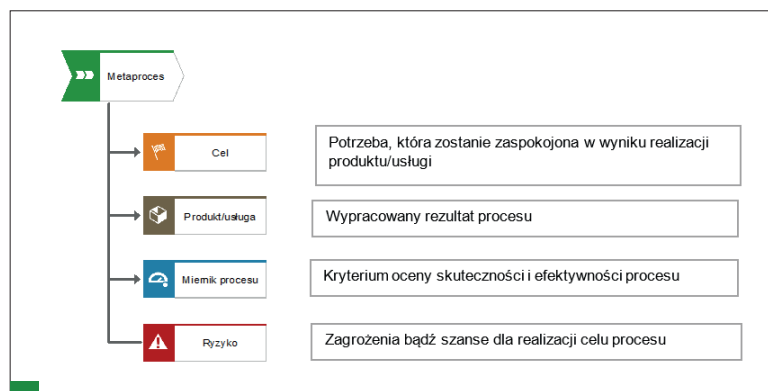 Metaproces
Cel
Potrzeba, która zostanie zaspokojona w wyniku realizacji
produktu/usługi
Produkt/usługa
Wypracowany rezultat procesu
Miernik procesu
Kryterium oceny skuteczności i efektywności procesu
Ryzyko
Zagrożenia bądź szanse dla realizacji celu procesu